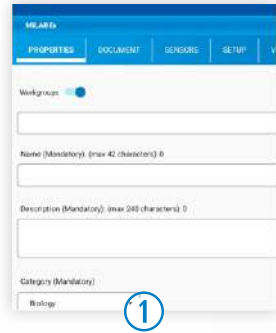 MILABEx
PROPERTIES DOCUMENT SENSORS SETUP V
Workgroups
Name (Mandatory): (max 42 characters) 0
Description (Mandatory): (max 240 characters) 0
Category (Mandatory)
Biology
1